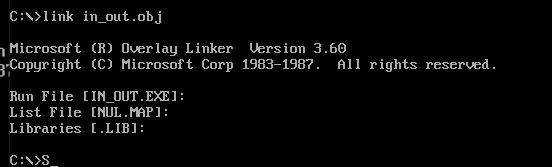 C:\>link in_out.obj
Microsoft (R) Overlay Linker  Version 3.60
Copyright (C) Microsoft Corp 1983-1987.  All rights reserved.
Run File [IN_OUT.EXE]:
List File [NUL.MAP]:
Libraries [.LIB]:
C:\>S_